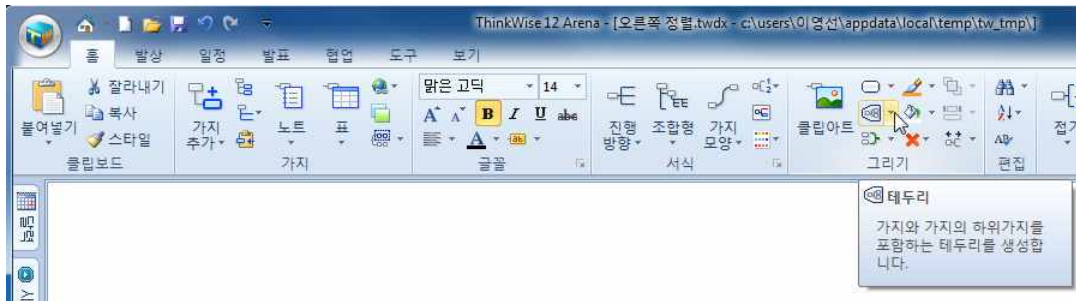 ThinkWise 12 Arena - [오른쪽 정렬.twdx - c:\users\이영선\appdata\local\temp\tw_tmp\]
홈 발상 일정 발표 협업 도구 보기
잘라내기 맑은 고딕 14
복사
붙여넣기 스타일 가지 추가 노트 표 B I U abc 진행 방향 조합형 가지 모양 클립아트 접기
클립보드 가지 글꼴 서식 그리기 편집
테두리
가지와 가지의 하위가지를
포함하는 테두리를 생성합
니다.